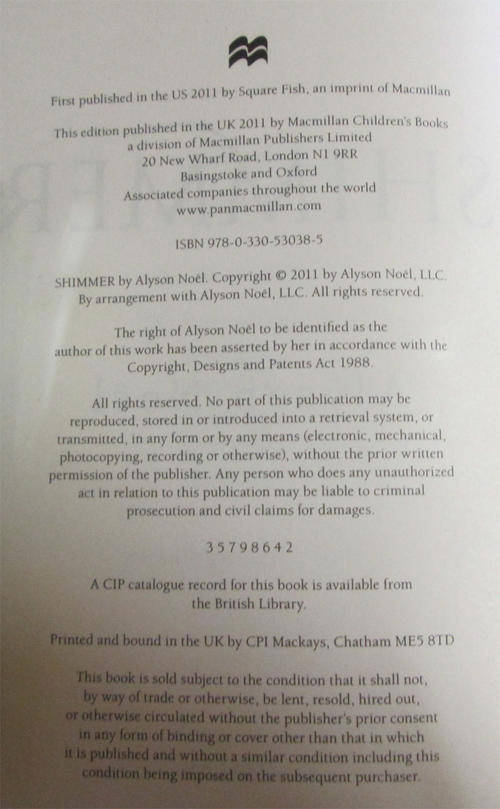 First published in the US 2011 by Square Fish, an imprint of Macmillan
This edition published in the UK 2011 by Macmillan Children's Books
a division of Macmillan Publishers Limited
20 New Wharf Road, London N1 9RR
Basingstoke and Oxford
Associated companies throughout the world
www.panmacmillan.com
ISBN 978-0-330-53038-5
SHIMMER by Alyson Noël. Copyright © 2011 by Alyson Noël, LLC.
By arrangement with Alyson Noël, LLC. All rights reserved.
The right of Alyson Noël to be identified as the
author of this work has been asserted by her in accordance with the
Copyright, Designs and Patents Act 1988.
All rights reserved. No part of this publication may be
reproduced, stored in or introduced into a retrieval system, or
transmitted, in any form or by any means (electronic, mechanical,
photocopying, recording or otherwise), without the prior written
permission of the publisher. Any person who does any unauthorized
act in relation to this publication may be liable to criminal
prosecution and civil claims for damages.
3 5 7 9 8 6 4 2
A CIP catalogue record for this book is available from
the British Library.
Printed and bound in the UK by CPI Mackays, Chatham ME5 8TD
This book is sold subject to the condition that it shall not,
by way of trade or otherwise, be lent, resold, hired out,
or otherwise circulated without the publisher's prior consent
in any form of binding or cover other than that in which
it is published and without a similar condition including this
condition being imposed on the subsequent purchaser.